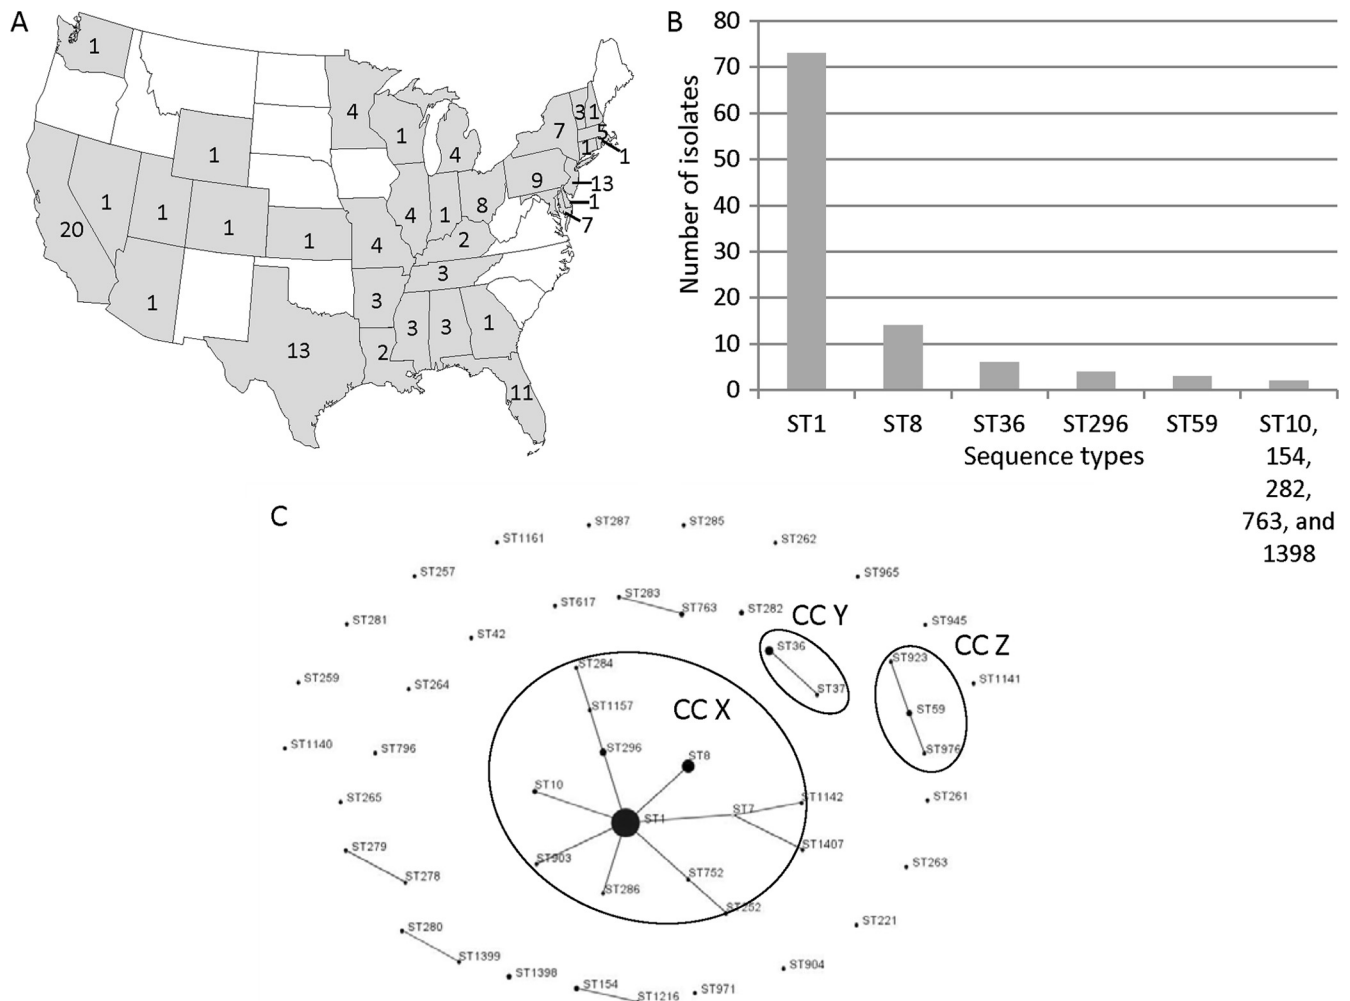 A
1
4
1
4
7
3
1
5
1
1
1
9
13
1
7
20
1
1
1
1
4
4
1
8
2
3
1
3
3
3
1
13
2
11
B
80
70
60
50
40
30
20
10
0
Number of isolates
ST1
ST8
ST36
ST296
ST59
ST10,
154,
282,
763, and
1398
Sequence types
C
ST287
ST285
ST1161
ST262
ST257
ST965
ST617
ST283
ST763
ST282
ST281
ST42
CC Y
ST945
ST36
CC Z
ST923
ST259
ST264
ST284
ST37
ST1141
ST1157
CC X
ST59
ST1140
ST796
ST296
ST8
ST976
ST10
ST265
ST1
ST7
ST1142
ST261
ST279
ST903
ST1407
ST278
ST286
ST752
ST263
ST252
ST280
ST221
ST1399
ST1398
ST904
ST154
ST1216
ST971